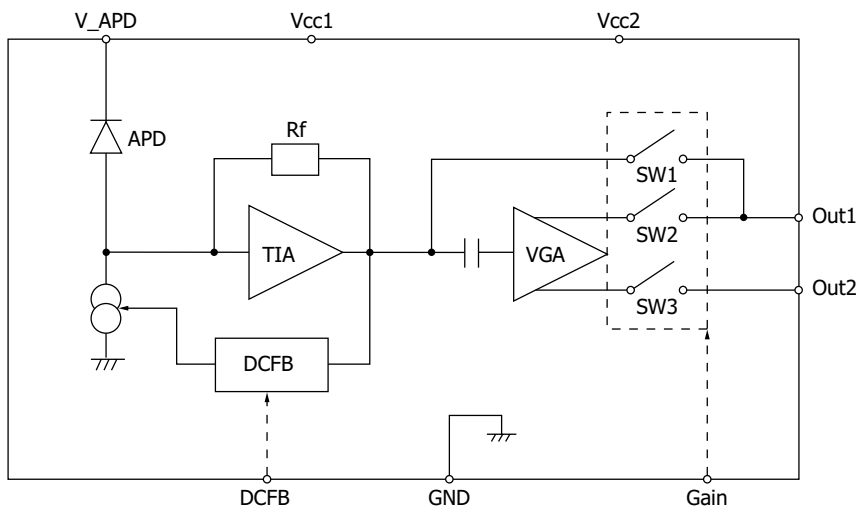 V_APD
Vcc1
Vcc2
APD
Rf
SW1
TIA
VGA
SW2
Out1
SW3
Out2
DCFB
DCFB
GND
Gain